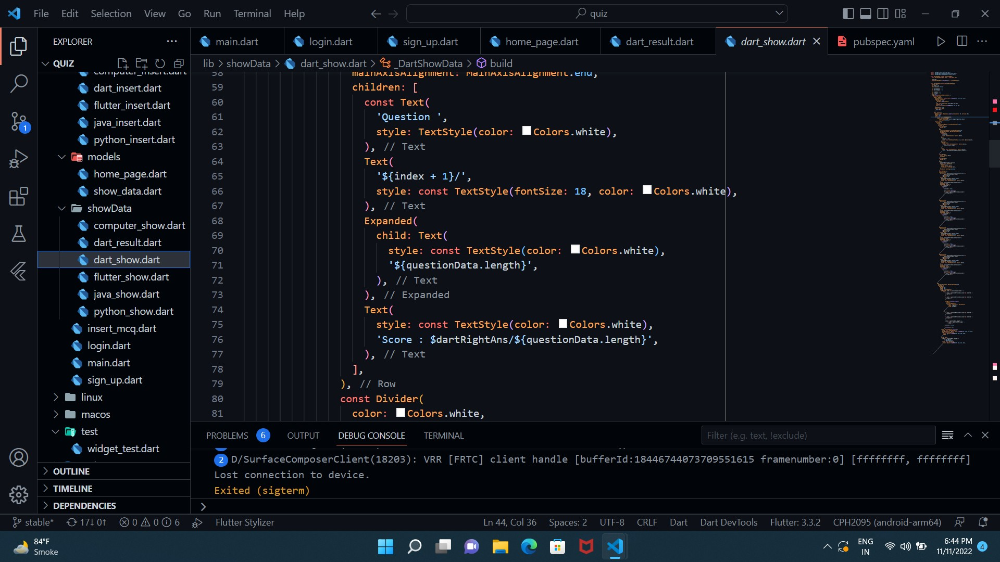 File Edit Selection View Go Run Terminal Help
quiz
EXPLORER
main.dart login.dart sign_up.dart home_page.dart dart_result.dart dart_show.dart pubspec.yaml
QUIZ
lib > showData > dart_show.dart > _DartShowData > build
computer_insert.dart
dart_insert.dart
flutter_insert.dart
java_insert.dart
python_insert.dart
models
home_page.dart
show_data.dart
showData
computer_show.dart
dart_result.dart
dart_show.dart
flutter_show.dart
java_show.dart
python_show.dart
insert_mcq.dart
login.dart
main.dart
sign_up.dart
linux
macos
test
widget_test.dart
OUTLINE
TIMELINE
DEPENDENCIES
1
58 mainAxisAlignment: MainAxisAlignment.end,
59 children: [
60 const Text(
61 'Question ',
62 style: TextStyle(color: Colors.white),
63 ), // Text
64 Text(
65 '${index + 1}/',
66 style: const TextStyle(fontSize: 18, color: Colors.white),
67 ), // Text
68 Expanded(
69 child: Text(
70 style: const TextStyle(color: Colors.white),
71 '${questionData.length}',
72 ), // Text
73 ), // Expanded
74 Text(
75 style: const TextStyle(color: Colors.white),
76 'Score : $dartRightAns/${questionData.length}',
77 ), // Text
78 ],
79 ), // Row
80 const Divider(
81 color: Colors.white,
PROBLEMS 6 OUTPUT DEBUG CONSOLE TERMINAL Filter (e.g. text, !exclude)
2 D/SurfaceComposerClient(18203): VRR [FRTC] client handle [bufferId:18446744073709551615 framenumber:0] [ffffffff, ffffffff]
Lost connection to device.
Exited (sigterm)
>
stable* 17↓ 0↑ 0 0 6 Flutter Stylizer Ln 44, Col 36 Spaces: 2 UTF-8 CRLF Dart Dart DevTools Flutter: 3.3.2 CPH2095 (android-arm64)
84°F
Smoke
ENG
IN
6:44 PM
11/11/2022
4